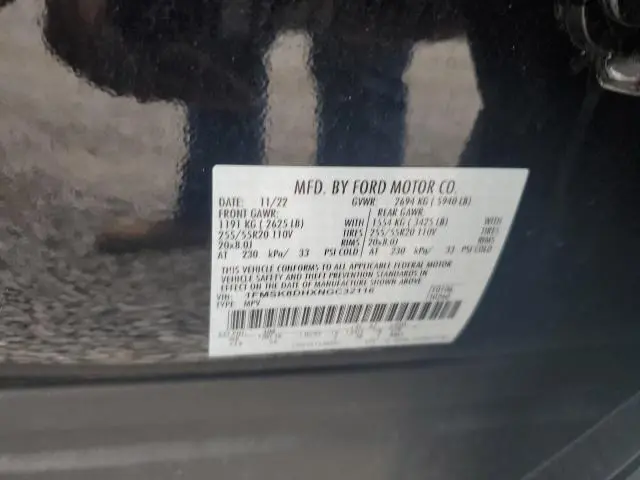 MFD. BY FORD MOTOR CO.
DATE: 11/22 GVWR: 2694 KG ( 5940 LB)
FRONT GAWR: REAR GAWR:
1191 KG ( 2625 LB) WITH 1554 KG ( 3425 LB) WITH
255/55R20 110V TIRES 255/55R20 110V TIRES
20x8.0J RIMS 20x8.0J RIMS
AT 230 kPa/ 33 PSI COLD AT 230 kPa/ 33 PSI COLD
THIS VEHICLE CONFORMS TO ALL APPLICABLE FEDERAL MOTOR
VEHICLE SAFETY AND THEFT PREVENTION STANDARDS IN
EFFECT ON THE DATE OF MANUFACTURE SHOWN ABOVE.
VIN: 1FMSK8DHXNGC32116
TYPE: MPV